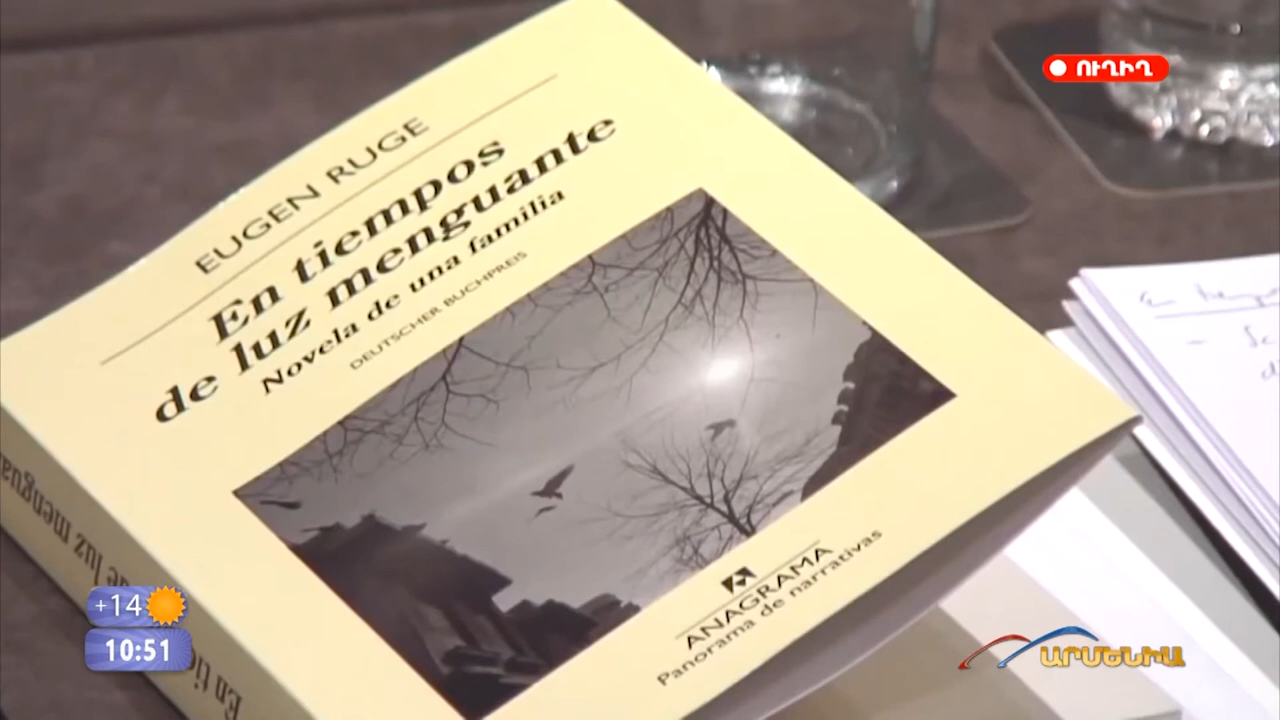 ՈՒՂԻՂ
EUGEN RUGE
En tiempos
de luz menguante
Novela de una familia
DEUTSCHER BUCHPREIS
ANAGRAMA
Panorama de narrativas
+14
10:51
ԱՐՄԵՆԻԱ